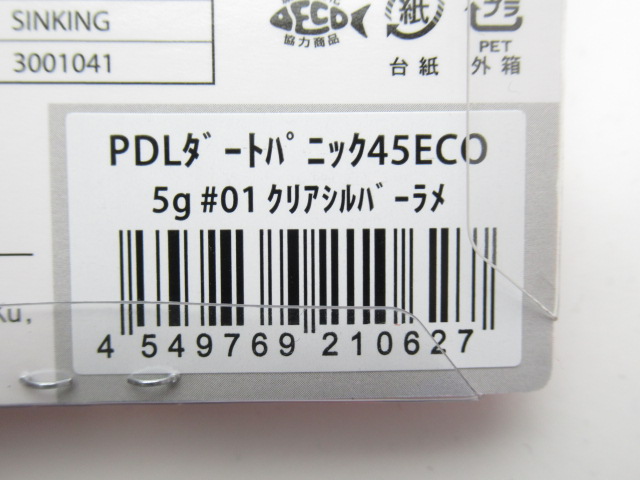 SINKING
3001041
ECO
協力商品
紙
台紙
プラ
PET
外箱
PDLﾀﾞｰトﾊﾟニック45ECO
5g #01 ｸﾘｱｼﾙﾊﾞｰﾗﾒ
4 549769 210627